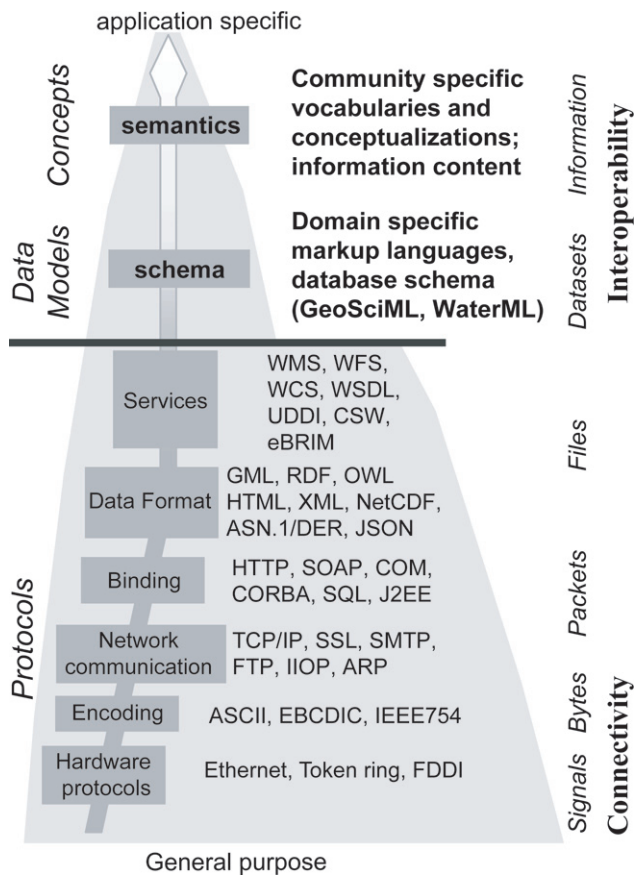 application specific
Concepts
semantics
Community specific
vocabularies and
conceptualizations;
information content
Information
Interoperability
Data
Models
schema
Domain specific
markup languages,
database schema
(GeoSciML, WaterML)
Datasets
Services
WMS, WFS,
WCS, WSDL,
UDDI, CSW,
eBRIM
Files
Data Format
GML, RDF, OWL
HTML, XML, NetCDF,
ASN.1/DER, JSON
Protocols
Binding
HTTP, SOAP, COM,
CORBA, SQL, J2EE
Packets
Network
communication
TCP/IP, SSL, SMTP,
FTP, IIOP, ARP
Encoding
ASCII, EBCDIC, IEEE754
Bytes
Connectivity
Hardware
protocols
Ethernet, Token ring, FDDI
Signals
General purpose